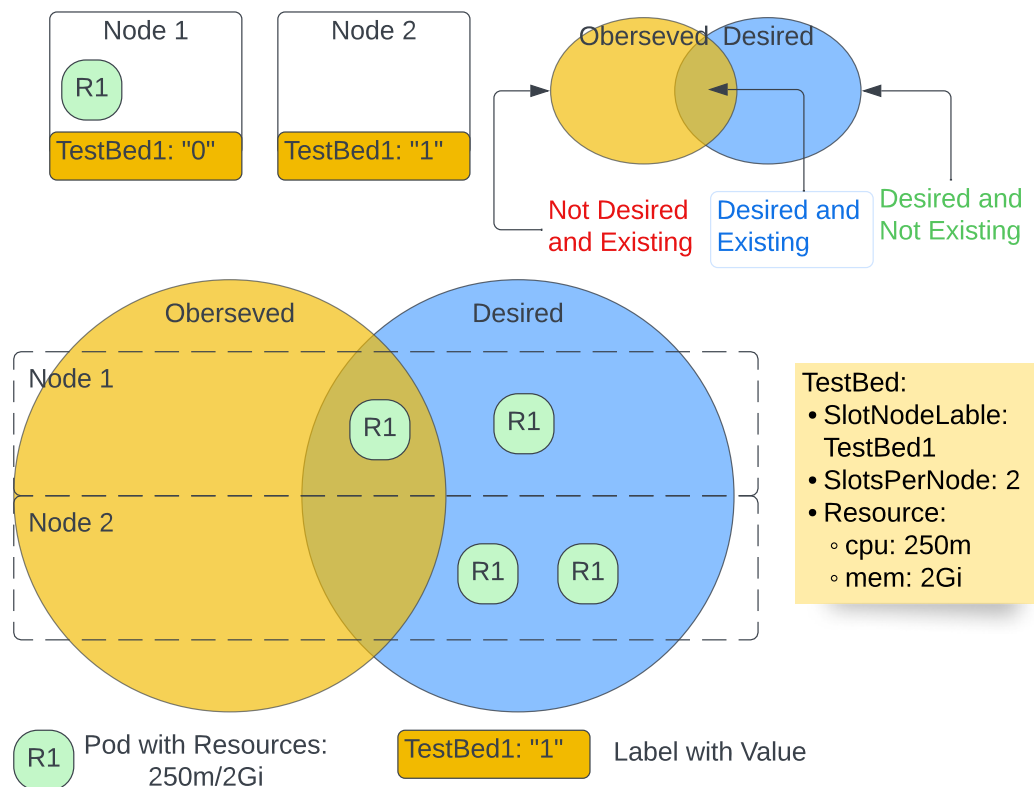 Node 1
Node 2
R1
TestBed1: "0"
TestBed1: "1"
Oberseved
Desired
Not Desired
and Existing
Desired and
Existing
Desired and
Not Existing
Oberseved
Desired
Node 1
R1
R1
Node 2
R1
R1
TestBed:
• SlotNodeLable:
TestBed1
• SlotsPerNode: 2
• Resource:
◦ cpu: 250m
◦ mem: 2Gi
R1
Pod with Resources:
250m/2Gi
TestBed1: "1"
Label with Value